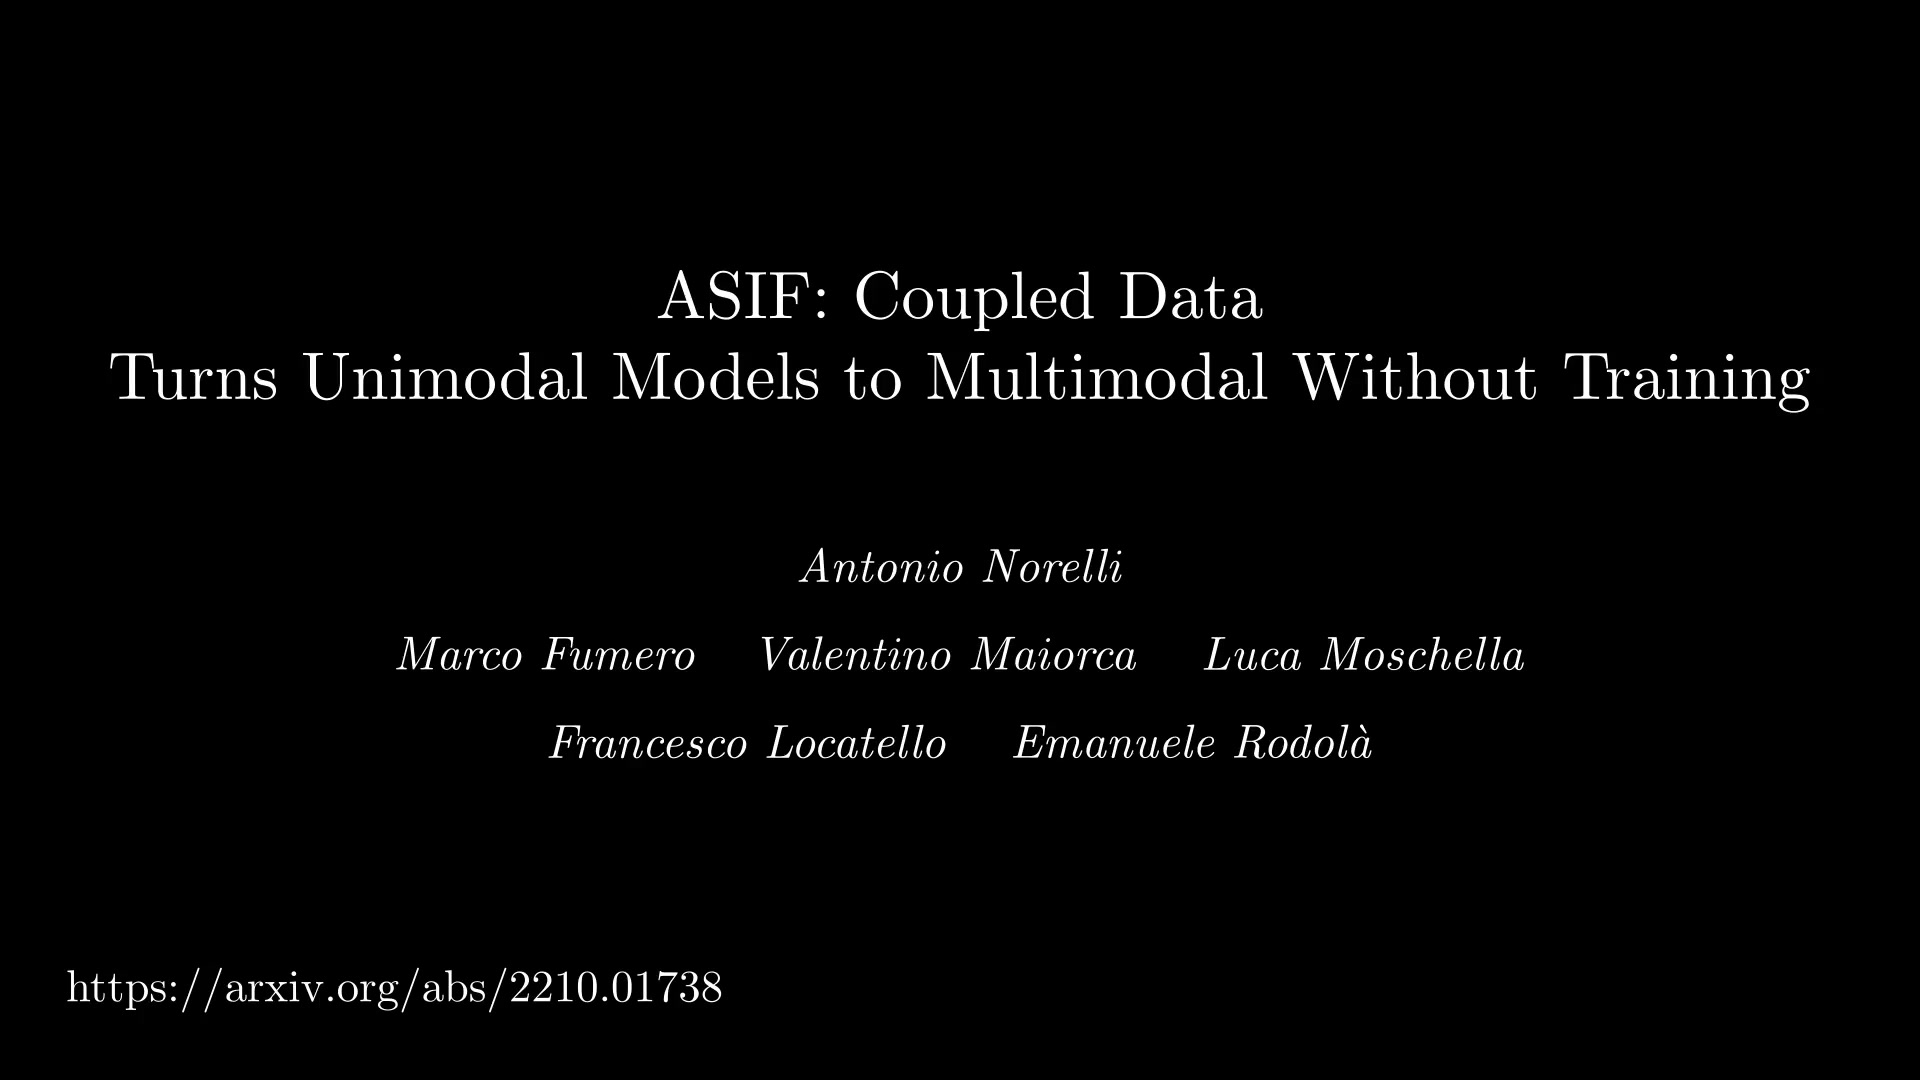 ASIF: Coupled Data
Turns Unimodal Models to Multimodal Without Training
Antonio Norelli
Marco Fumero Valentino Maiorca Luca Moschella
Francesco Locatello Emanuele Rodolà
https://arxiv.org/abs/2210.01738